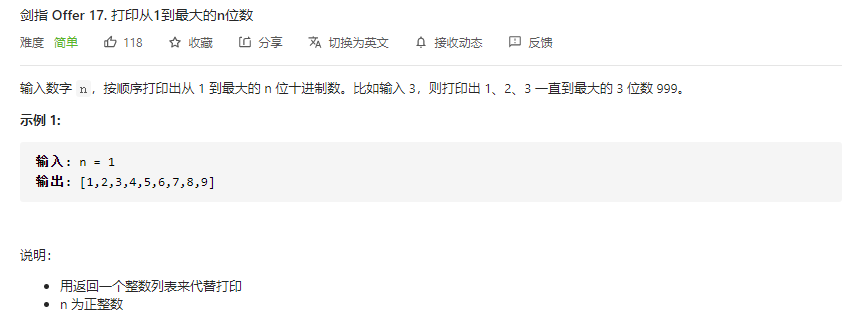 剑指 Offer 17. 打印从1到最大的n位数
难度 简单 118 收藏 分享 切换为英文 接收动态 反馈
输入数字 n，按顺序打印出从 1 到最大的 n 位十进制数。比如输入 3，则打印出 1、2、3 一直到最大的 3 位数 999。
示例 1:
输入: n = 1
输出: [1,2,3,4,5,6,7,8,9]
说明：
用返回一个整数列表来代替打印
n 为正整数